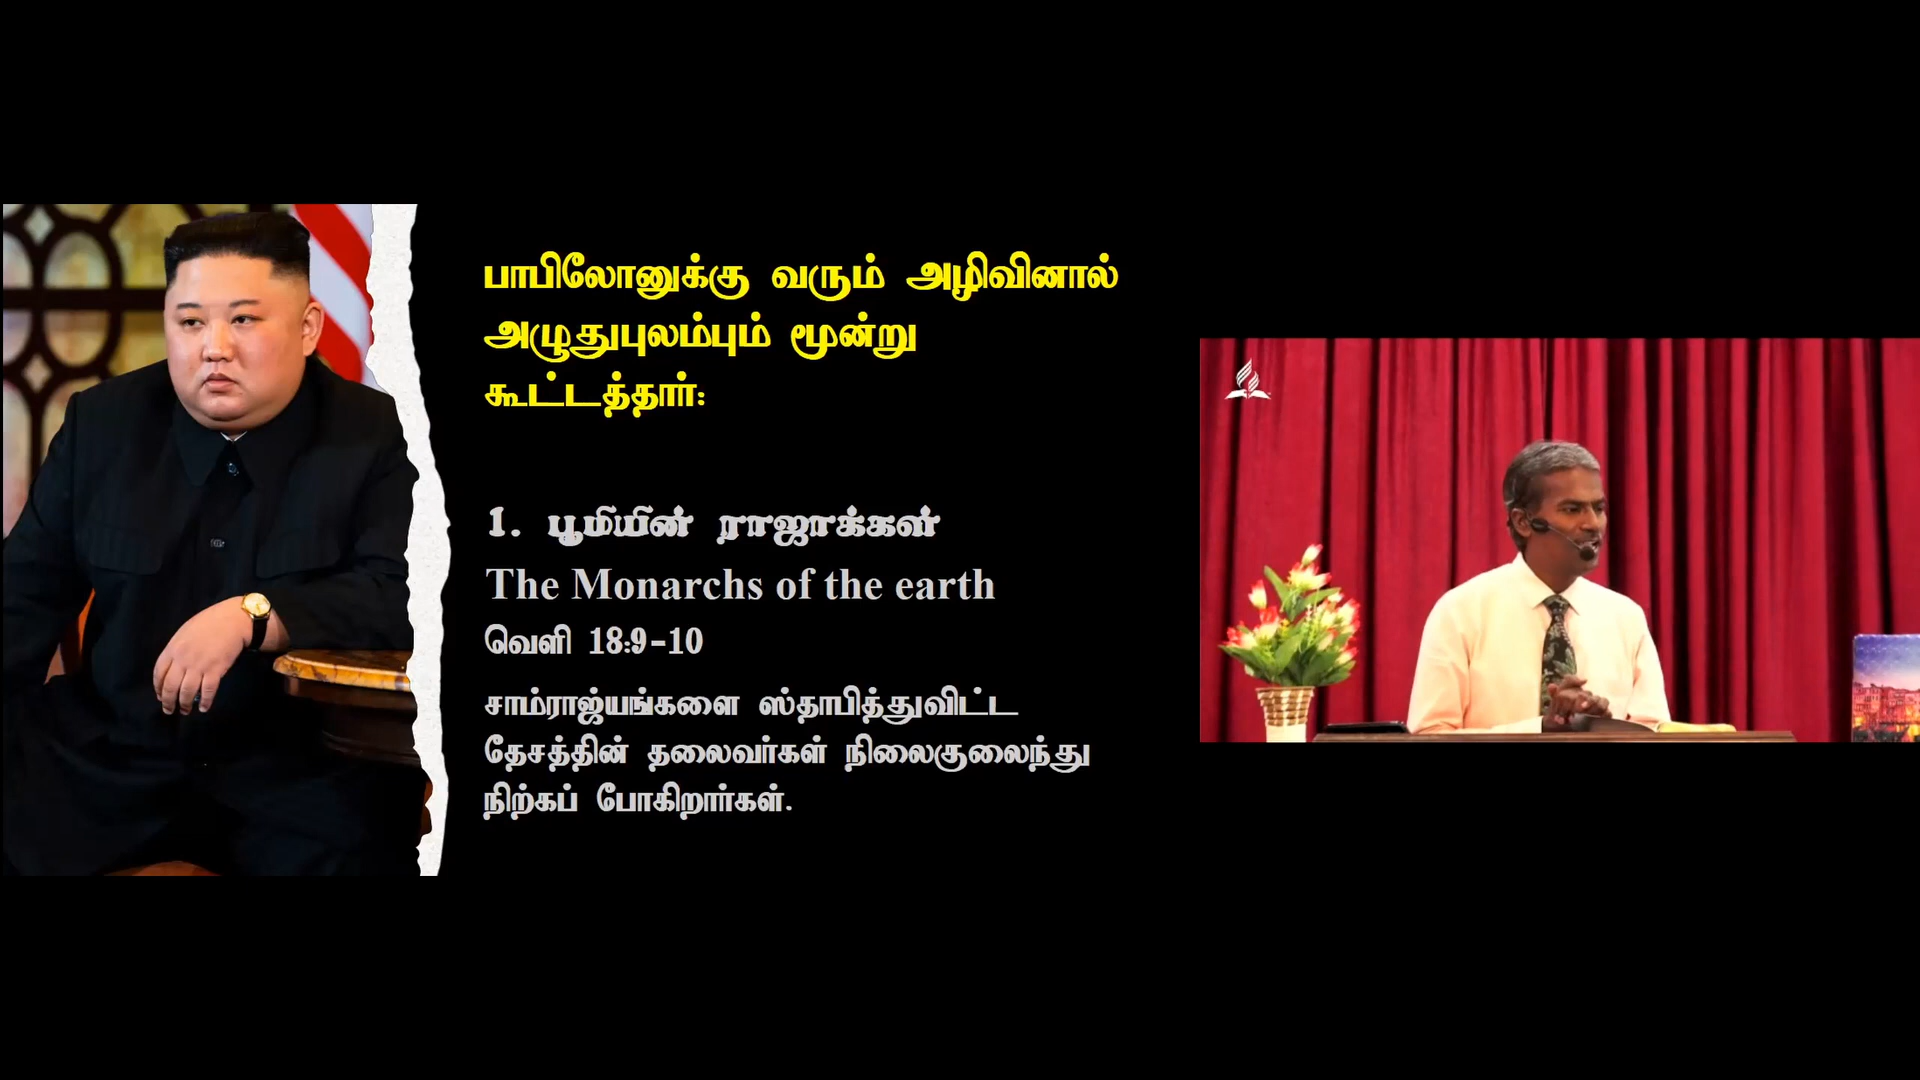 பாபிலோனுக்கு வரும் அழிவினால்
அழுதுபுலம்பும் மூன்று
கூட்டத்தார்:
1. பூமியின் ராஜாக்கள்
The Monarchs of the earth
வெளி 18:9-10
சாம்ராஜ்யங்களை ஸ்தாபித்துவிட்ட
தேசத்தின் தலைவர்கள் நிலைகுலைந்து
நிற்கப் போகிறார்கள்.